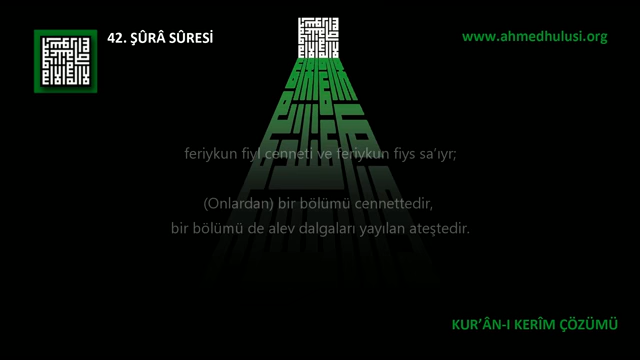 42. ŞÛRÂ SÛRESİ
www.ahmedhulusi.org
feriykun fiyl cenneti ve feriykun fiys sa’ıyr;
(Onlardan) bir bölümü cennettedir,
bir bölümü de alev dalgaları yayılan ateştedir.
KUR’ÂN-I KERÎM ÇÖZÜMÜ